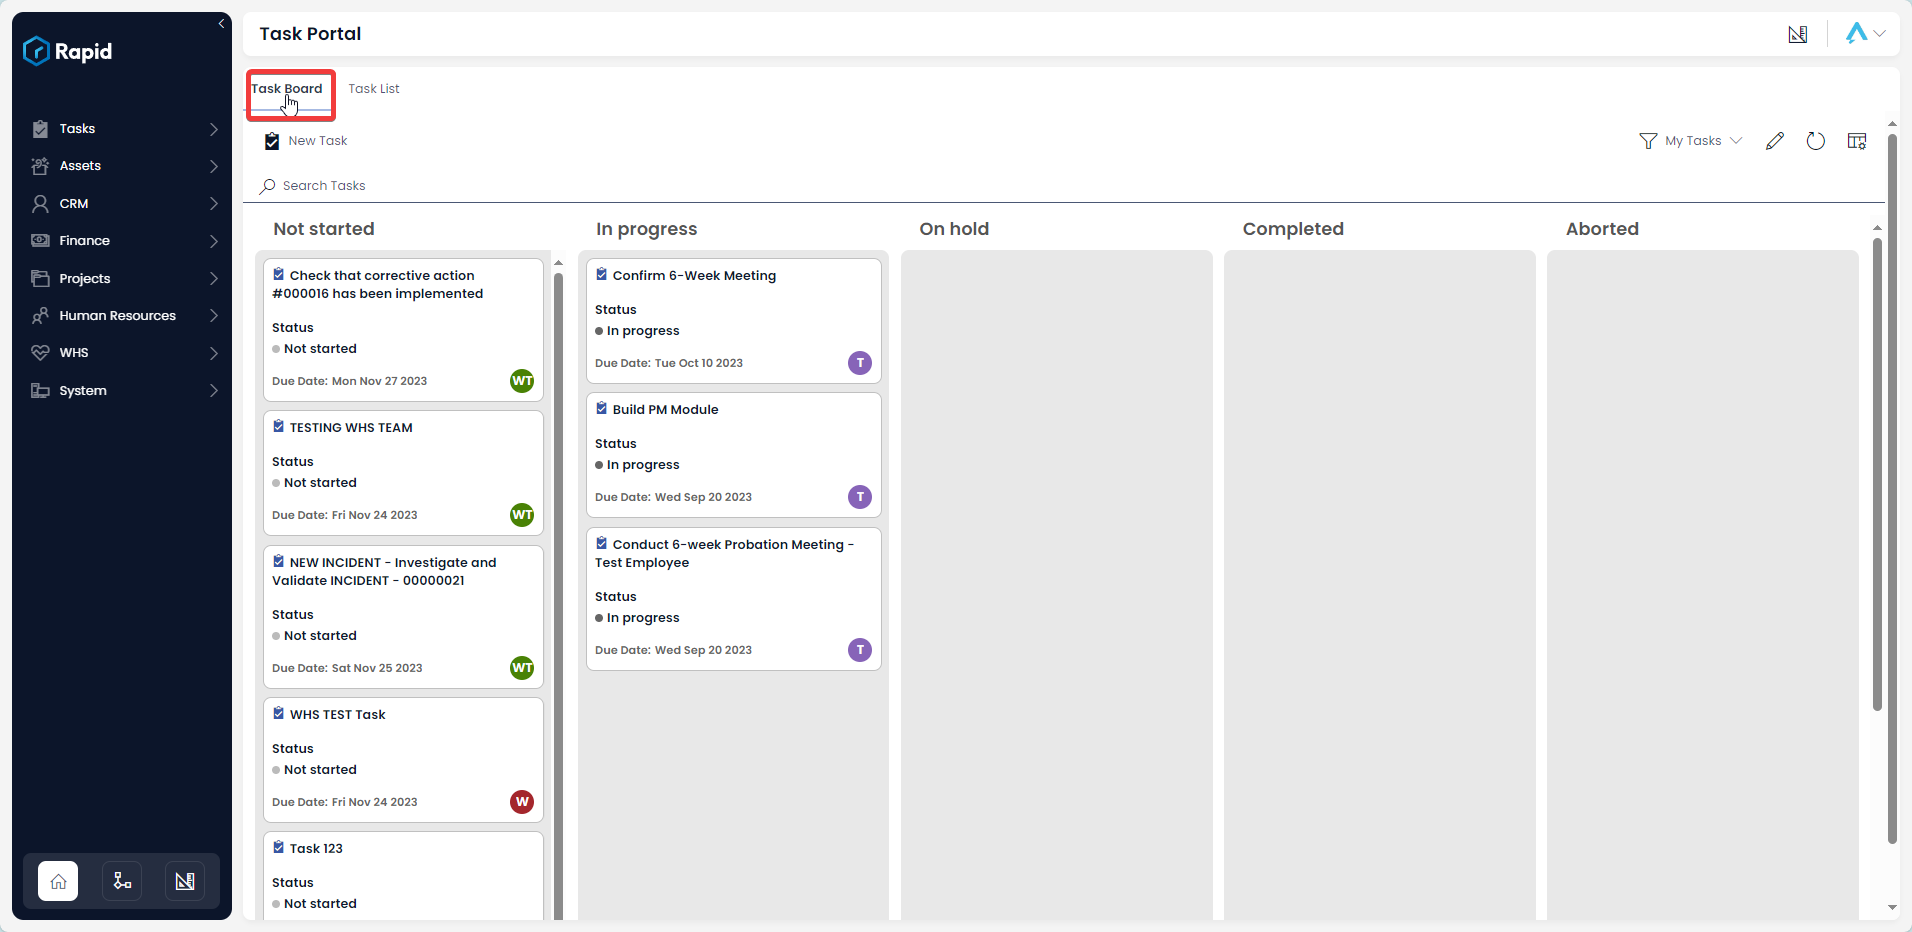 Rapid
Tasks
Assets
CRM
Finance
Projects
Human Resources
WHS
System
Task Portal
Task Board
Task List
New Task
My Tasks
Search Tasks
Not started
Check that corrective action
#000016 has been implemented
Status
Not started
Due Date: Mon Nov 27 2023
WT
TESTING WHS TEAM
Status
Not started
Due Date: Fri Nov 24 2023
WT
NEW INCIDENT - Investigate and
Validate INCIDENT - 00000021
Status
Not started
Due Date: Sat Nov 25 2023
WT
WHS TEST Task
Status
Not started
Due Date: Fri Nov 24 2023
W
Task 123
Status
Not started
In progress
Confirm 6-Week Meeting
Status
In progress
Due Date: Tue Oct 10 2023
T
Build PM Module
Status
In progress
Due Date: Wed Sep 20 2023
T
Conduct 6-week Probation Meeting -
Test Employee
Status
In progress
Due Date: Wed Sep 20 2023
T
On hold
Completed
Aborted